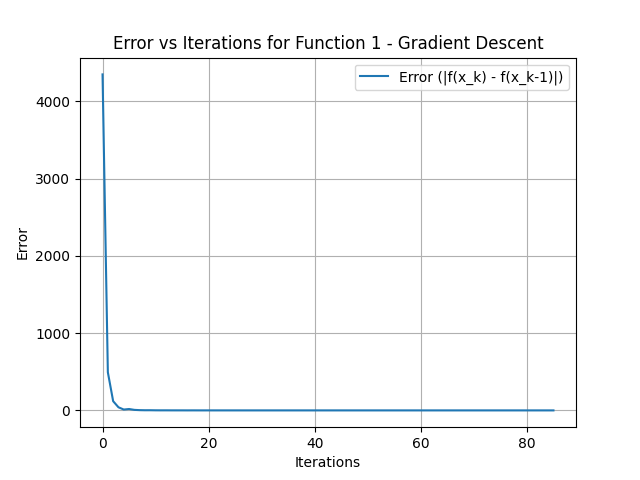 Error vs Iterations for Function 1 - Gradient Descent
Error (|f(x_k) - f(x_k-1)|)
4000
3000
2000
1000
0
Error
0 20 40 60 80
Iterations